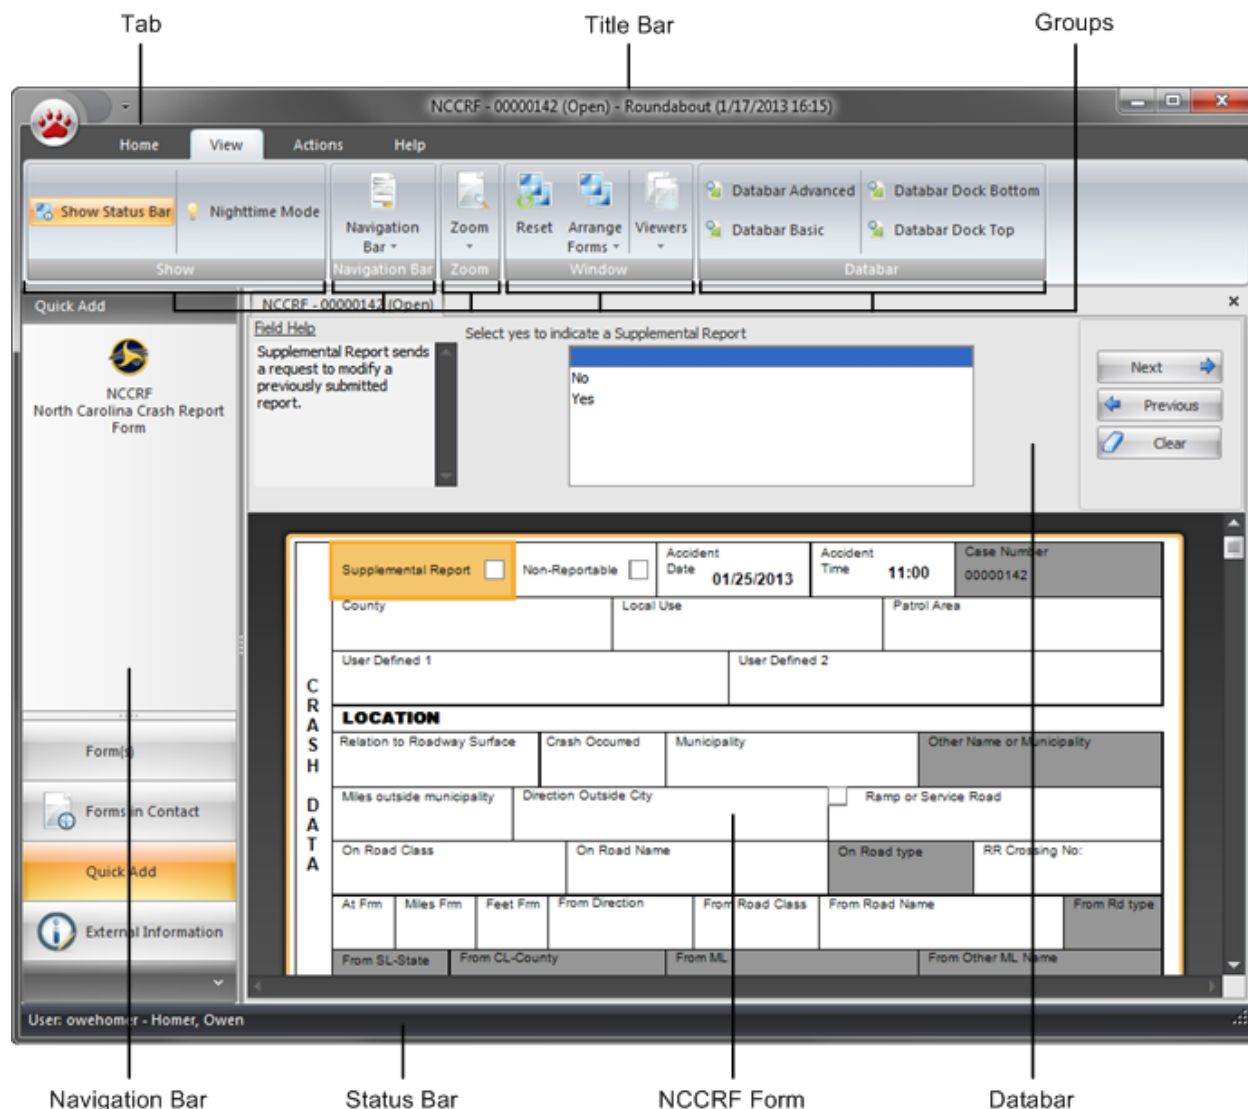 Tab
Title Bar
Groups
NCCRF - 00000142 (Open) - Roundabout (1/17/2013 16:15)
Home View Actions Help
Show Status Bar
Nighttime Mode
Navigation
Bar
Zoom
Reset
Arrange
Forms
Viewers
Databar Advanced
Databar Dock Bottom
Databar Basic
Databar Dock Top
Show
Navigation Bar
Zoom
Window
Databar
Quick Add
NCCRF - 00000142 (Open)
NCCRF
North Carolina Crash Report
Form
Field Help
Supplemental Report sends
a request to modify a
previously submitted
report.
Select yes to indicate a Supplemental Report
No
Yes
Next
Previous
Clear
Supplemental Report
Non-Reportable
Accident
Date 01/25/2013
Accident
Time 11:00
Case Number
00000142
County
Local Use
Patrol Area
User Defined 1
User Defined 2
CRASH DATA
LOCATION
Relation to Roadway Surface
Crash Occurred
Municipality
Other Name or Municipality
Miles outside municipality
Direction Outside City
Ramp or Service Road
On Road Class
On Road Name
On Road type
RR Crossing No:
At Frm
Miles Frm
Feet Frm
From Direction
From Road Class
From Road Name
From Rd type
From SL-State
From CL-County
From ML
From Other ML Name
Form(s)
Forms in Contact
Quick Add
External Information
User: owehomer - Homer, Owen
Navigation Bar
Status Bar
NCCRF Form
Databar